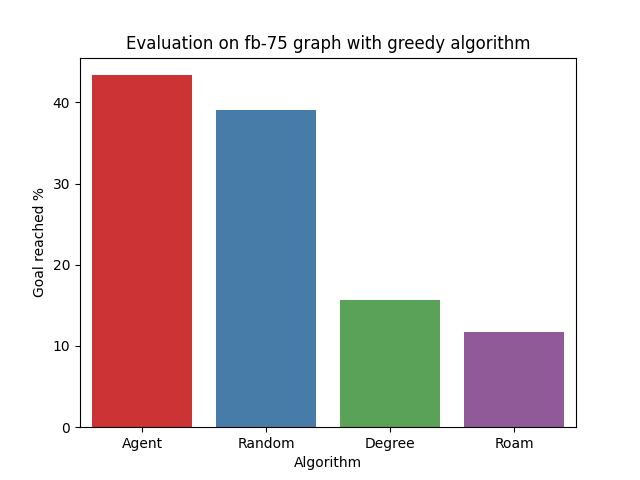 Evaluation on fb-75 graph with greedy algorithm
Goal reached %
40
30
20
10
0
Agent Random Degree Roam
Algorithm